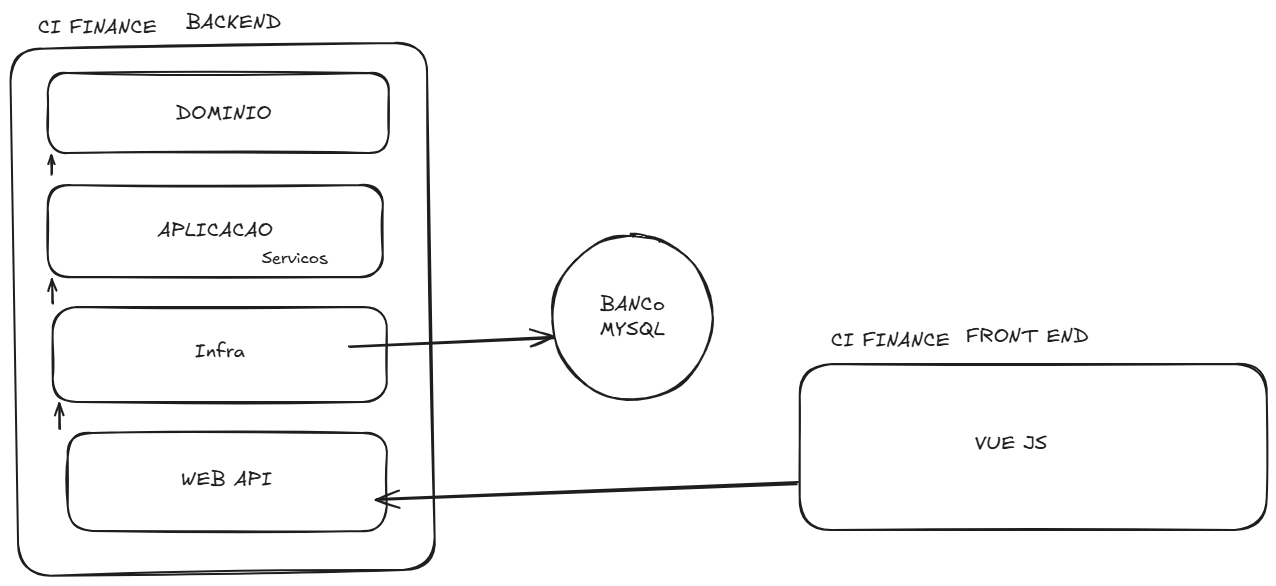 CI FINANCE BACKEND
DOMINIO
APLICACAO
Servicos
Infra
WEB API
BANCo
MYSQL
CI FINANCE FRONT END
VUE JS